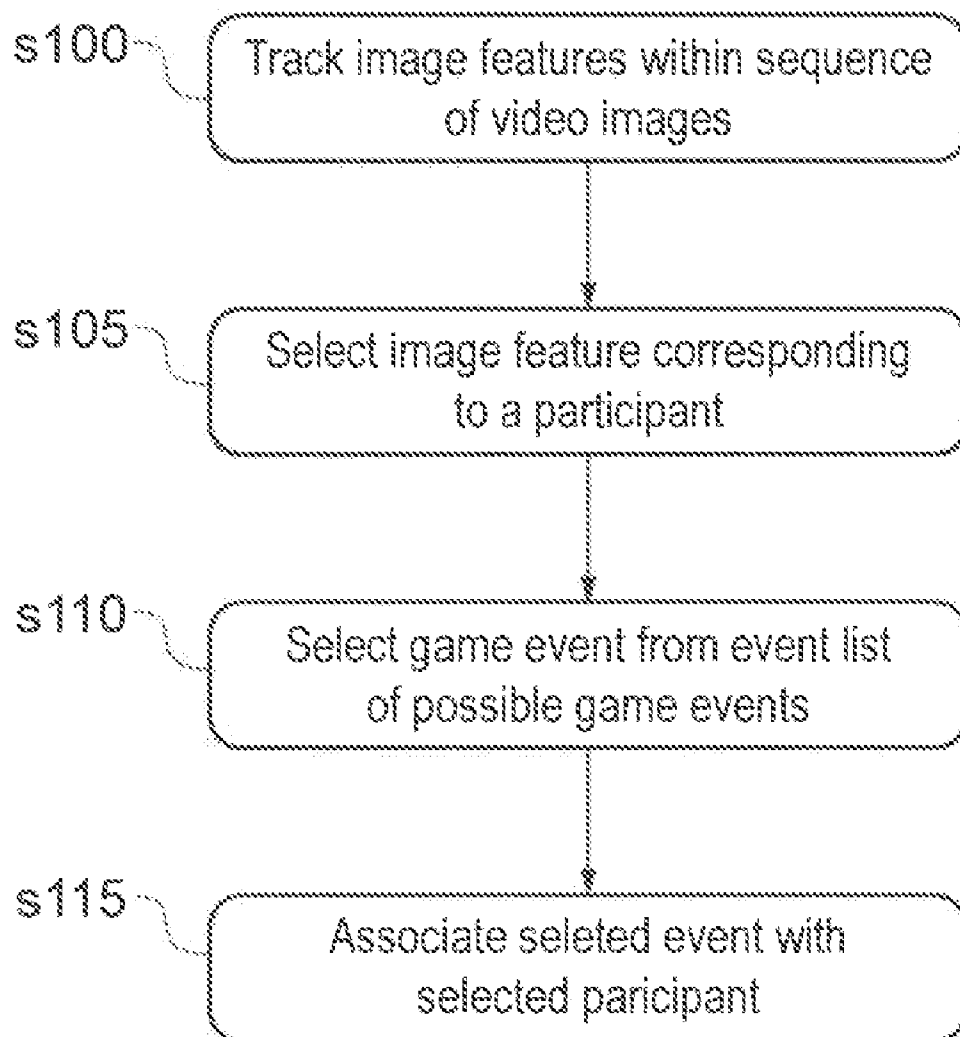 s100
Track image features within sequence
of video images
s105
Select image feature corresponding
to a participant
s110
Select game event from event list
of possible game events
s115
Associate seleted event with
selected paricipant